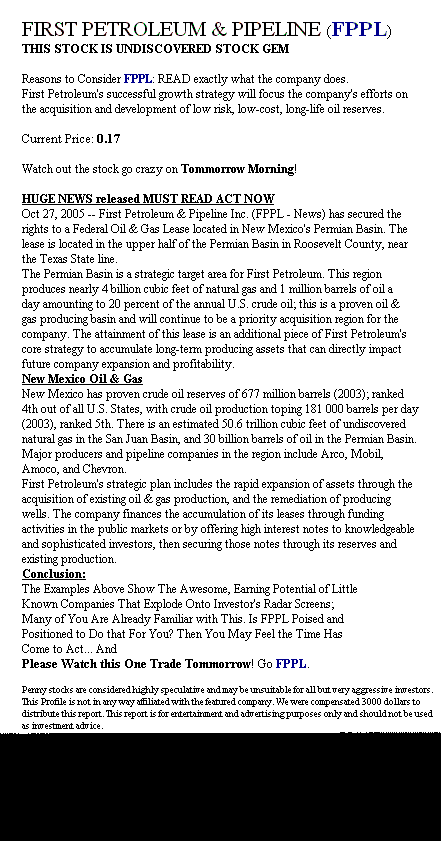 FIRST PETROLEUM & PIPELINE (FPPL)
THIS STOCK IS UNDISCOVERED STOCK GEM
Reasons to Consider FPPL: READ exactly what the company does.
First Petroleum's successful growth strategy will focus the company's efforts on
the acquisition and development of low risk, low-cost, long-life oil reserves.
Current Price: 0.17
Watch out the stock go crazy on Tommorrow Morning!
HUGE NEWS released MUST READ ACT NOW
Oct 27, 2005 -- First Petroleum & Pipeline Inc. (FPPL - News) has secured the
rights to a Federal Oil & Gas Lease located in New Mexico's Permian Basin. The
lease is located in the upper half of the Permian Basin in Roosevelt County, near
the Texas State line.
The Permian Basin is a strategic target area for First Petroleum. This region
produces nearly 4 billion cubic feet of natural gas and 1 million barrels of oil a
day amounting to 20 percent of the annual U.S. crude oil; this is a proven oil &
gas producing basin and will continue to be a priority acquisition region for the
company. The attainment of this lease is an additional piece of First Petroleum's
core strategy to accumulate long-term producing assets that can directly impact
future company expansion and profitability.
New Mexico Oil & Gas
New Mexico has proven crude oil reserves of 677 million barrels (2003); ranked
4th out of all U.S. States, with crude oil production toping 181 000 barrels per day
(2003), ranked 5th. There is an estimated 50.6 trillion cubic feet of undiscovered
natural gas in the San Juan Basin, and 30 billion barrels of oil in the Permian Basin.
Major producers and pipeline companies in the region include Arco, Mobil,
Amoco, and Chevron.
First Petroleum's strategic plan includes the rapid expansion of assets through the
acquisition of existing oil & gas production, and the remediation of producing
wells. The company finances the accumulation of its leases through funding
activities in the public markets or by offering high interest notes to knowledgeable
and sophisticated investors, then securing those notes through its reserves and
existing production.
Conclusion:
The Examples Above Show The Awesome, Earning Potential of Little
Known Companies That Explode Onto Investor's Radar Screens;
Many of You Are Already Familiar with This. Is FPPL Poised and
Positioned to Do that For You? Then You May Feel the Time Has
Come to Act... And
Please Watch this One Trade Tommorrow! Go FPPL.
Penny stocks are considered highly speculative and may be unsuitable for all but very aggressive investors.
This Profile is not in any way affiliated with the featured company. We were compensated 3000 dollars to
distribute this report. This report is for entertainment and advertising purposes only and should not be used
as investment advice.